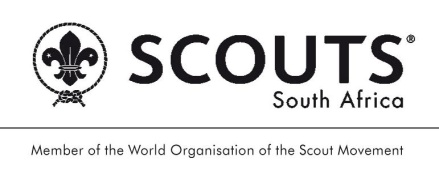 SCOUTS®
South Africa
Member of the World Organisation of the Scout Movement